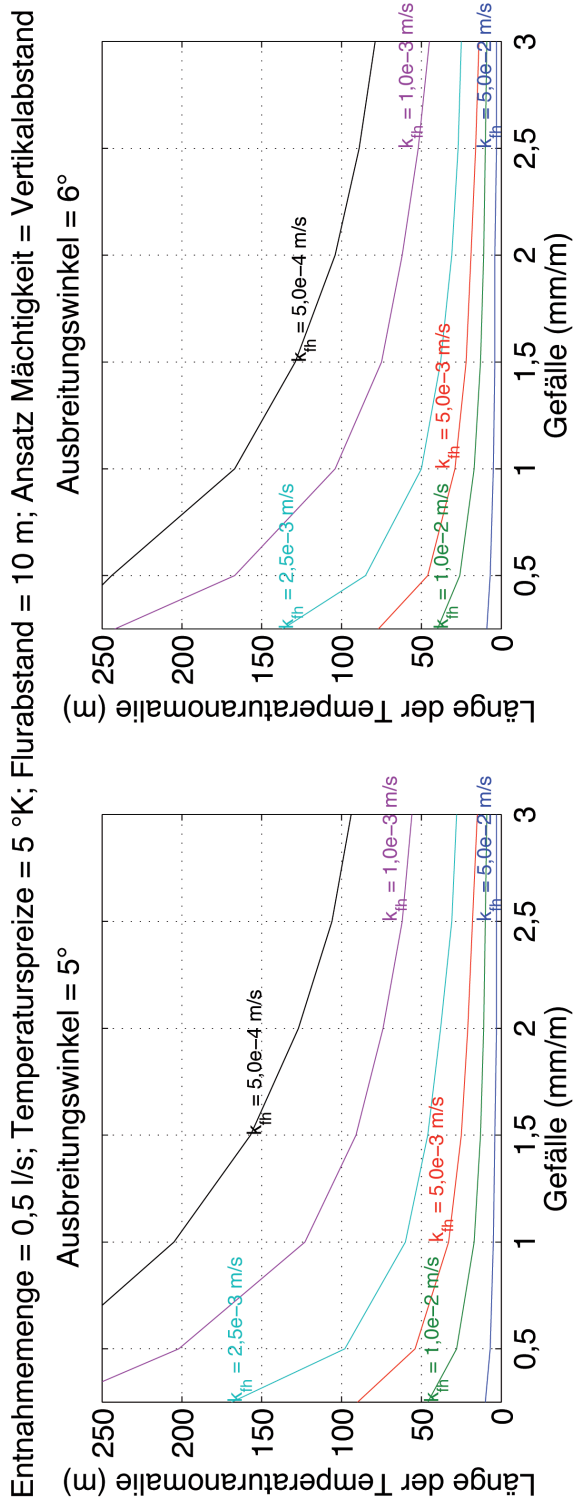 Entnahmemenge = 0,5 l/s; Temperaturspreize = 5 °K; Flurabstand = 10 m; Ansatz Mächtigkeit = Vertikalabstand
Ausbreitungswinkel = 5°
Länge der Temperaturanomalie
(m)
250
200
150
100
50
0
k_fh = 5,0e−4 m/s
k_fh = 1,0e−3 m/s
k_fh = 2,5e−3 m/s
k_fh = 5,0e−3 m/s
k_fh = 1,0e−2 m/s
k_fh = 5,0e−2 m/s
0,5 1 1,5 2 2,5 3
Gefälle (mm/m)
Ausbreitungswinkel = 6°
Länge der Temperaturanomalie
(m)
250
200
150
100
50
0
k_fh = 5,0e−4 m/s
k_fh = 1,0e−3 m/s
k_fh = 2,5e−3 m/s
k_fh = 5,0e−3 m/s
k_fh = 1,0e−2 m/s
k_fh = 5,0e−2 m/s
0,5 1 1,5 2 2,5 3
Gefälle (mm/m)